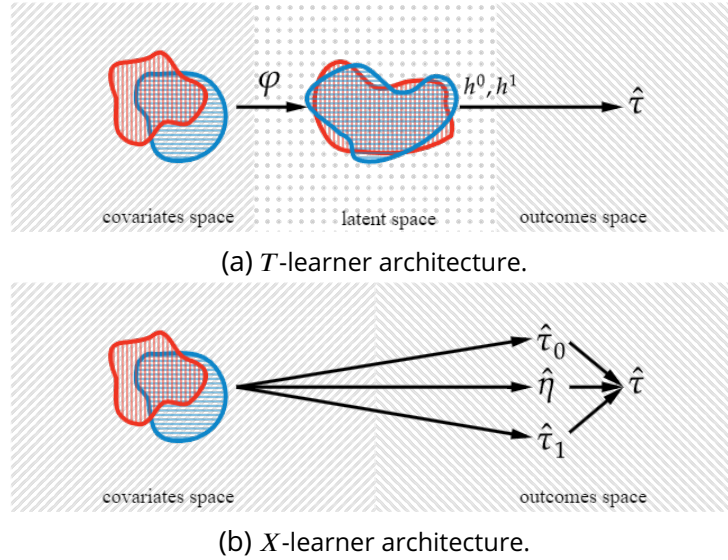 φ
h⁰, h¹
τ̂
covariates space
latent space
outcomes space
(a) T-learner architecture.
τ̂₀
η̂
τ̂
τ̂₁
covariates space
outcomes space
(b) X-learner architecture.